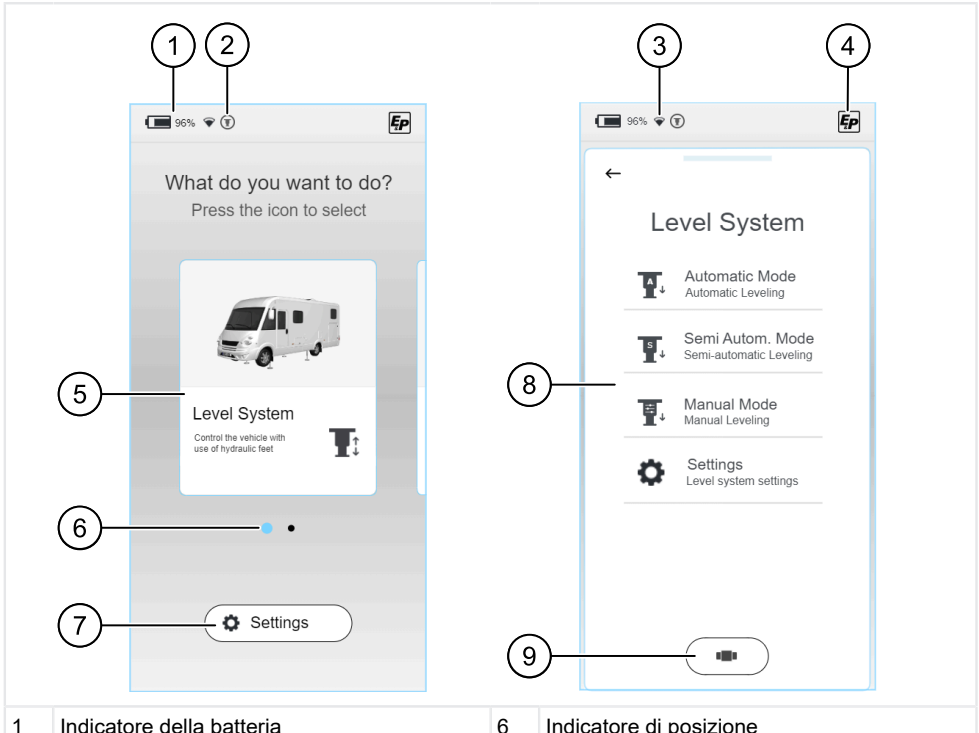 1
2
3
4
96%
E.P
What do you want to do?
Press the icon to select
5
Level System
Control the vehicle with
use of hydraulic feet
6
7
Settings
96%
E.P
Level System
A
Automatic Mode
Automatic Leveling
S
Semi Autom. Mode
Semi-automatic Leveling
8
Manual Mode
Manual Leveling
Settings
Level system settings
9
1 Indicatore della batteria
6 Indicatore di posizione